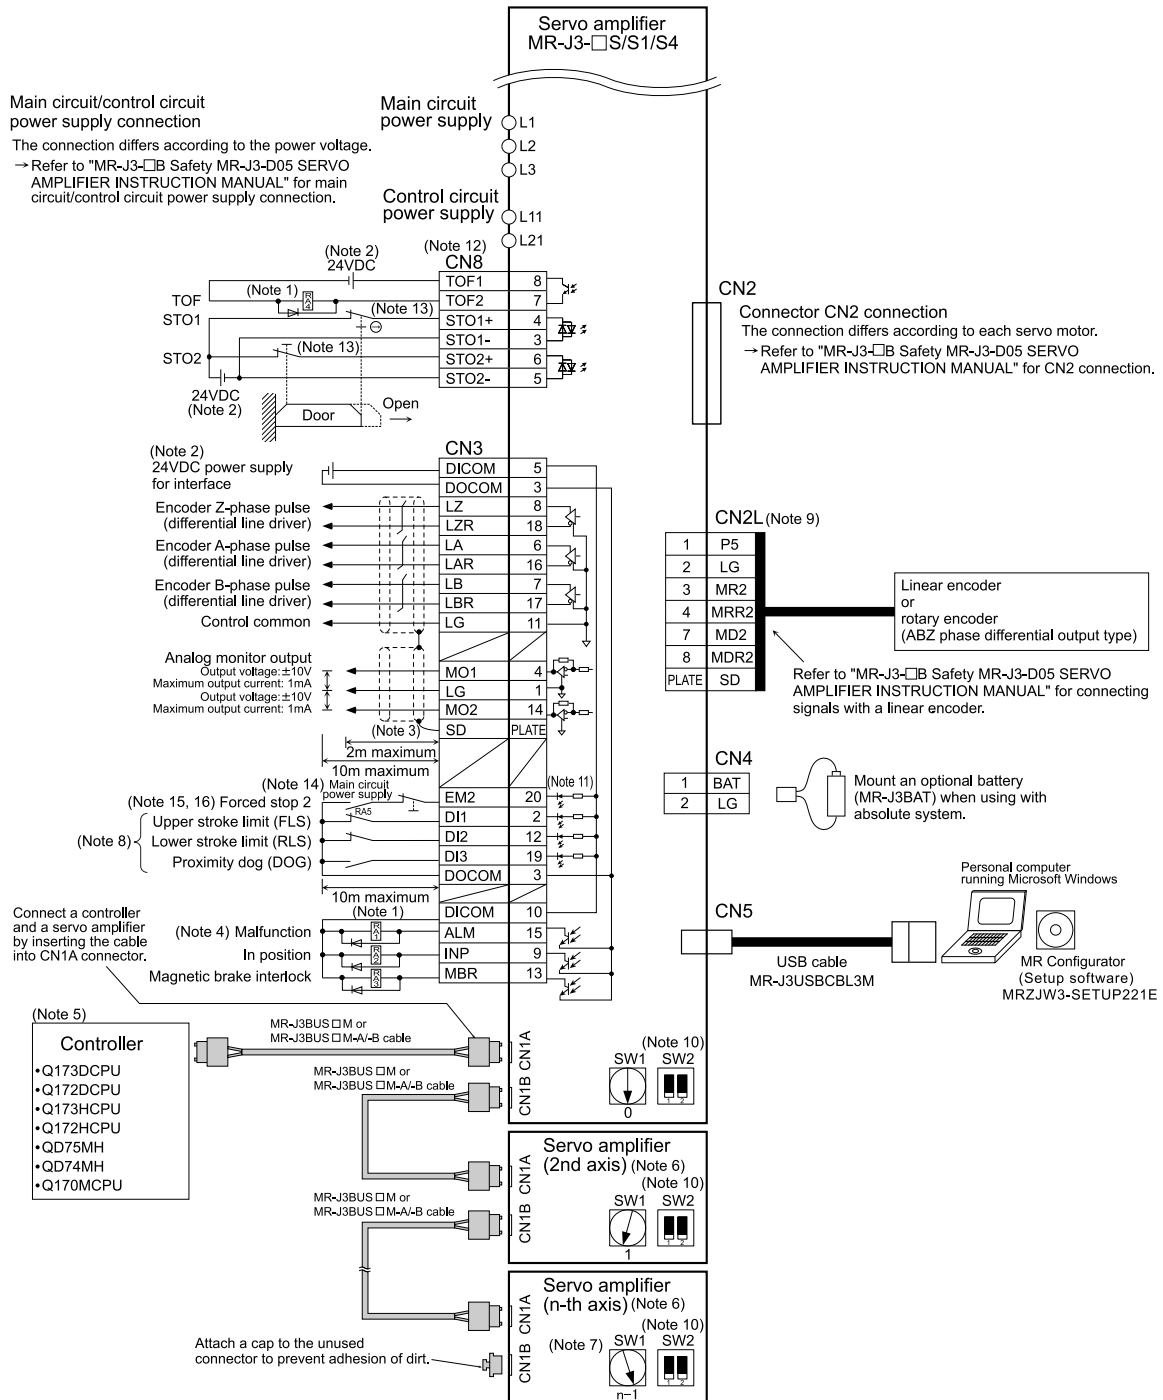 Servo amplifier
MR-J3-□S/S1/S4
Main circuit/control circuit
power supply connection
The connection differs according to the power voltage.
→ Refer to "MR-J3-□B Safety MR-J3-D05 SERVO
AMPLIFIER INSTRUCTION MANUAL" for main
circuit/control circuit power supply connection.
Main circuit
power supply
L1
L2
L3
Control circuit
power supply
L11
L21
(Note 12)
CN8
(Note 2)
24VDC
TOF1 8
TOF2 7
STO1+ 4
STO1- 3
STO2+ 6
STO2- 5
TOF
(Note 1)
RA4
STO1
(Note 13)
STO2
(Note 13)
24VDC
(Note 2)
Door
Open
CN2
Connector CN2 connection
The connection differs according to each servo motor.
→ Refer to "MR-J3-□B Safety MR-J3-D05 SERVO
AMPLIFIER INSTRUCTION MANUAL" for CN2 connection.
CN3
(Note 2)
24VDC power supply
for interface
DICOM 5
DOCOM 3
Encoder Z-phase pulse
(differential line driver)
LZ 8
LZR 18
Encoder A-phase pulse
(differential line driver)
LA 6
LAR 16
Encoder B-phase pulse
(differential line driver)
LB 7
LBR 17
Control common
LG 11
Analog monitor output
Output voltage:±10V
Maximum output current: 1mA
Output voltage:±10V
Maximum output current: 1mA
MO1 4
LG 1
MO2 14
(Note 3)
SD PLATE
2m maximum
10m maximum
(Note 14)
Main circuit
power supply
(Note 11)
(Note 15, 16) Forced stop 2
RA5
EM2 20
Upper stroke limit (FLS)
DI1 2
(Note 8)
Lower stroke limit (RLS)
DI2 12
Proximity dog (DOG)
DI3 19
DOCOM 3
10m maximum
(Note 1)
DICOM 10
(Note 4) Malfunction
RA1
ALM 15
In position
RA2
INP 9
Magnetic brake interlock
RA3
MBR 13
CN2L (Note 9)
1 P5
2 LG
3 MR2
4 MRR2
7 MD2
8 MDR2
PLATE SD
Linear encoder
or
rotary encoder
(ABZ phase differential output type)
Refer to "MR-J3-□B Safety MR-J3-D05 SERVO
AMPLIFIER INSTRUCTION MANUAL" for connecting
signals with a linear encoder.
CN4
1 BAT
2 LG
Mount an optional battery
(MR-J3BAT) when using with
absolute system.
CN5
USB cable
MR-J3USBCBL3M
Personal computer
running Microsoft Windows
MR Configurator
(Setup software)
MRZJW3-SETUP221E
Connect a controller
and a servo amplifier
by inserting the cable
into CN1A connector.
(Note 5)
Controller
•Q173DCPU
•Q172DCPU
•Q173HCPU
•Q172HCPU
•QD75MH
•QD74MH
•Q170MCPU
MR-J3BUS□M or
MR-J3BUS□M-A/-B cable
CN1A
MR-J3BUS□M or
MR-J3BUS□M-A/-B cable
CN1B
(Note 10)
SW1 SW2
0
1 2
Servo amplifier
(2nd axis) (Note 6)
CN1A
(Note 10)
MR-J3BUS□M or
MR-J3BUS□M-A/-B cable
CN1B
SW1 SW2
1
1 2
Servo amplifier
(n-th axis) (Note 6)
CN1A
(Note 10)
(Note 7)
SW1 SW2
n-1
1 2
CN1B
Attach a cap to the unused
connector to prevent adhesion of dirt.